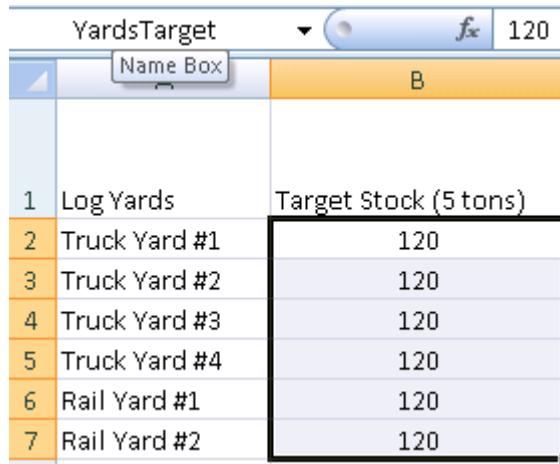 YardsTarget fx 120
Name Box
B
1 Log Yards Target Stock (5 tons)
2 Truck Yard #1 120
3 Truck Yard #2 120
4 Truck Yard #3 120
5 Truck Yard #4 120
6 Rail Yard #1 120
7 Rail Yard #2 120